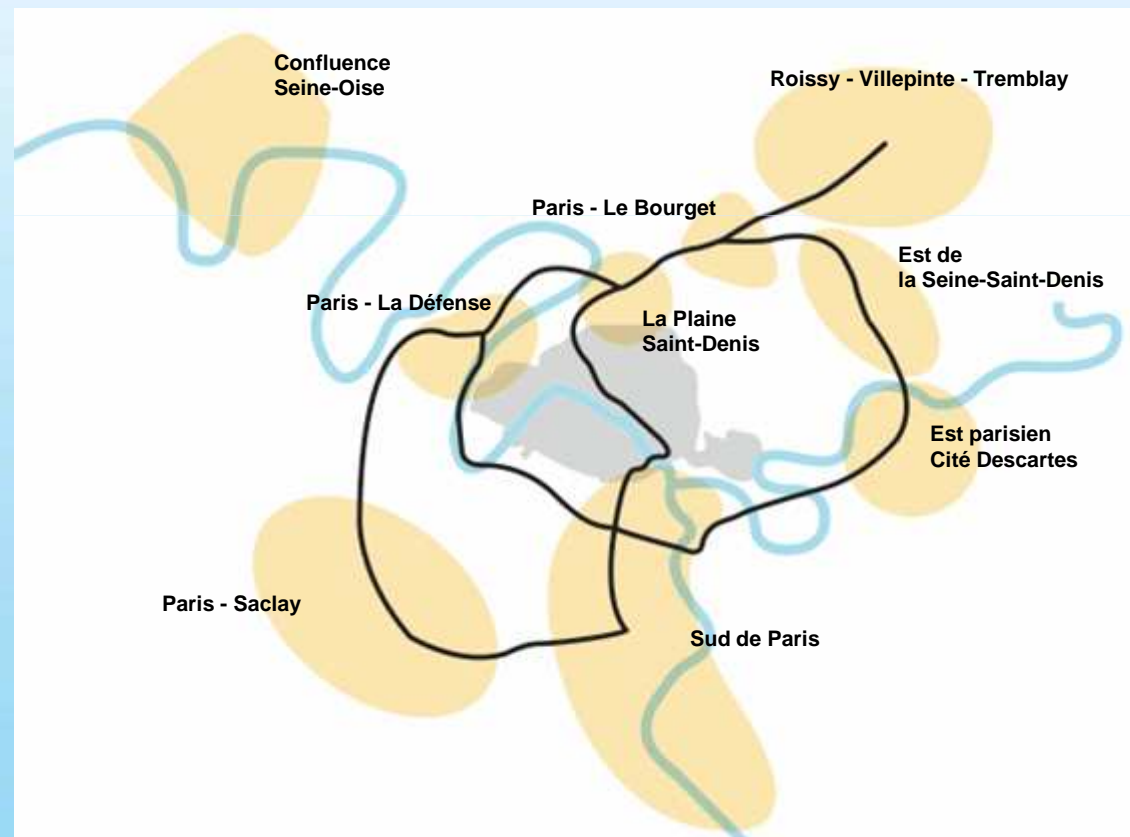 Confluence
Seine-Oise
Roissy - Villepinte - Tremblay
Paris - Le Bourget
Est de
la Seine-Saint-Denis
Paris - La Défense
La Plaine
Saint-Denis
Est parisien
Cité Descartes
Paris - Saclay
Sud de Paris